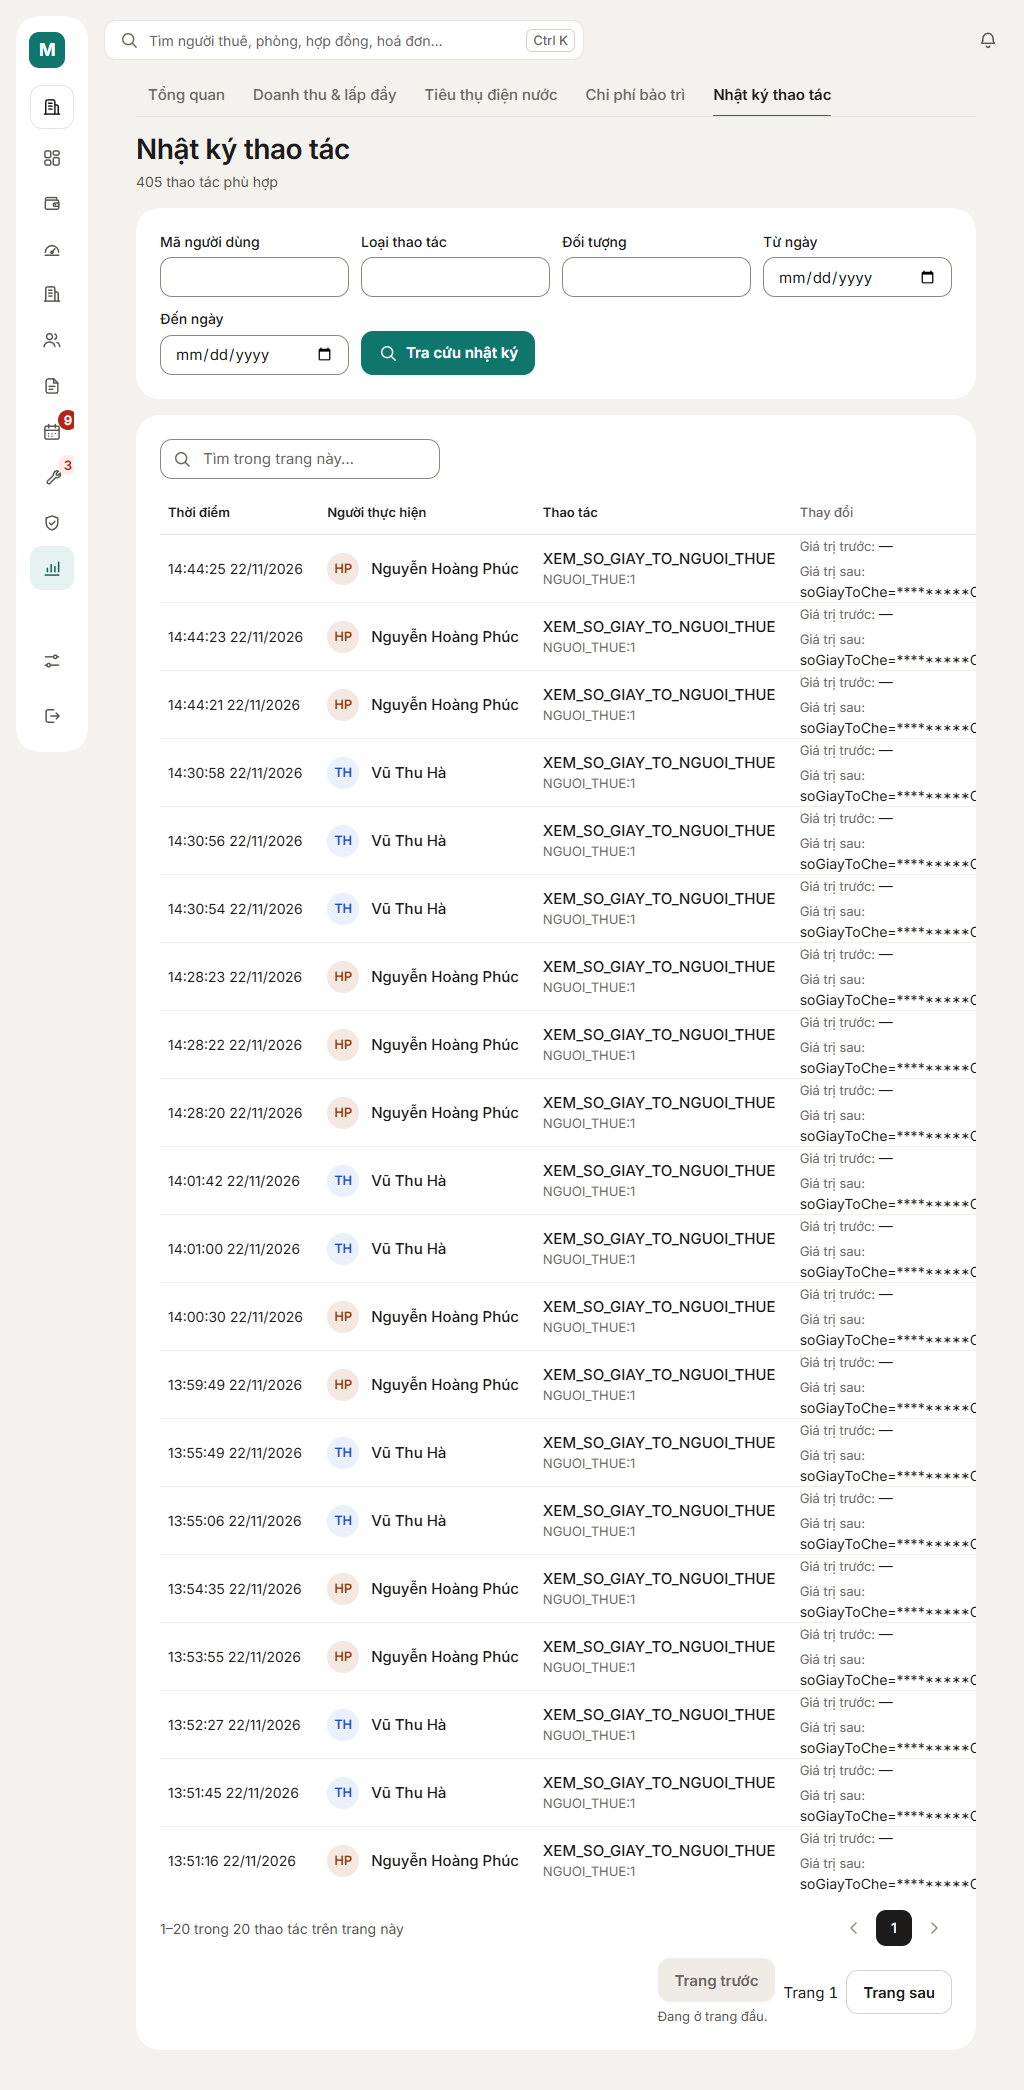 M
Tìm người thuê, phòng, hợp đồng, hoá đơn...
Ctrl K
Tổng quan
Doanh thu & lấp đầy
Tiêu thụ điện nước
Chi phí bảo trì
Nhật ký thao tác
Nhật ký thao tác
405 thao tác phù hợp
Mã người dùng
Loại thao tác
Đối tượng
Từ ngày
mm/dd/yyyy
Đến ngày
mm/dd/yyyy
Tra cứu nhật ký
9
3
Tìm trong trang này...
Thời điểm
Người thực hiện
Thao tác
Thay đổi
14:44:25 22/11/2026
HP
Nguyễn Hoàng Phúc
XEM_SO_GIAY_TO_NGUOI_THUE
NGUOI_THUE:1
Giá trị trước: —
Giá trị sau:
soGiayToChe=*********0
14:44:23 22/11/2026
HP
Nguyễn Hoàng Phúc
XEM_SO_GIAY_TO_NGUOI_THUE
NGUOI_THUE:1
Giá trị trước: —
Giá trị sau:
soGiayToChe=*********0
14:44:21 22/11/2026
HP
Nguyễn Hoàng Phúc
XEM_SO_GIAY_TO_NGUOI_THUE
NGUOI_THUE:1
Giá trị trước: —
Giá trị sau:
soGiayToChe=*********0
14:30:58 22/11/2026
TH
Vũ Thu Hà
XEM_SO_GIAY_TO_NGUOI_THUE
NGUOI_THUE:1
Giá trị trước: —
Giá trị sau:
soGiayToChe=*********0
14:30:56 22/11/2026
TH
Vũ Thu Hà
XEM_SO_GIAY_TO_NGUOI_THUE
NGUOI_THUE:1
Giá trị trước: —
Giá trị sau:
soGiayToChe=*********0
14:30:54 22/11/2026
TH
Vũ Thu Hà
XEM_SO_GIAY_TO_NGUOI_THUE
NGUOI_THUE:1
Giá trị trước: —
Giá trị sau:
soGiayToChe=*********0
14:28:23 22/11/2026
HP
Nguyễn Hoàng Phúc
XEM_SO_GIAY_TO_NGUOI_THUE
NGUOI_THUE:1
Giá trị trước: —
Giá trị sau:
soGiayToChe=*********0
14:28:22 22/11/2026
HP
Nguyễn Hoàng Phúc
XEM_SO_GIAY_TO_NGUOI_THUE
NGUOI_THUE:1
Giá trị trước: —
Giá trị sau:
soGiayToChe=*********0
14:28:20 22/11/2026
HP
Nguyễn Hoàng Phúc
XEM_SO_GIAY_TO_NGUOI_THUE
NGUOI_THUE:1
Giá trị trước: —
Giá trị sau:
soGiayToChe=*********0
14:01:42 22/11/2026
TH
Vũ Thu Hà
XEM_SO_GIAY_TO_NGUOI_THUE
NGUOI_THUE:1
Giá trị trước: —
Giá trị sau:
soGiayToChe=*********0
14:01:00 22/11/2026
TH
Vũ Thu Hà
XEM_SO_GIAY_TO_NGUOI_THUE
NGUOI_THUE:1
Giá trị trước: —
Giá trị sau:
soGiayToChe=*********0
14:00:30 22/11/2026
HP
Nguyễn Hoàng Phúc
XEM_SO_GIAY_TO_NGUOI_THUE
NGUOI_THUE:1
Giá trị trước: —
Giá trị sau:
soGiayToChe=*********0
13:59:49 22/11/2026
HP
Nguyễn Hoàng Phúc
XEM_SO_GIAY_TO_NGUOI_THUE
NGUOI_THUE:1
Giá trị trước: —
Giá trị sau:
soGiayToChe=*********0
13:55:49 22/11/2026
TH
Vũ Thu Hà
XEM_SO_GIAY_TO_NGUOI_THUE
NGUOI_THUE:1
Giá trị trước: —
Giá trị sau:
soGiayToChe=*********0
13:55:06 22/11/2026
TH
Vũ Thu Hà
XEM_SO_GIAY_TO_NGUOI_THUE
NGUOI_THUE:1
Giá trị trước: —
Giá trị sau:
soGiayToChe=*********0
13:54:35 22/11/2026
HP
Nguyễn Hoàng Phúc
XEM_SO_GIAY_TO_NGUOI_THUE
NGUOI_THUE:1
Giá trị trước: —
Giá trị sau:
soGiayToChe=*********0
13:53:55 22/11/2026
HP
Nguyễn Hoàng Phúc
XEM_SO_GIAY_TO_NGUOI_THUE
NGUOI_THUE:1
Giá trị trước: —
Giá trị sau:
soGiayToChe=*********0
13:52:27 22/11/2026
TH
Vũ Thu Hà
XEM_SO_GIAY_TO_NGUOI_THUE
NGUOI_THUE:1
Giá trị trước: —
Giá trị sau:
soGiayToChe=*********0
13:51:45 22/11/2026
TH
Vũ Thu Hà
XEM_SO_GIAY_TO_NGUOI_THUE
NGUOI_THUE:1
Giá trị trước: —
Giá trị sau:
soGiayToChe=*********0
13:51:16 22/11/2026
HP
Nguyễn Hoàng Phúc
XEM_SO_GIAY_TO_NGUOI_THUE
NGUOI_THUE:1
Giá trị trước: —
Giá trị sau:
soGiayToChe=*********0
1–20 trong 20 thao tác trên trang này
1
Trang trước
Trang 1
Trang sau
Đang ở trang đầu.